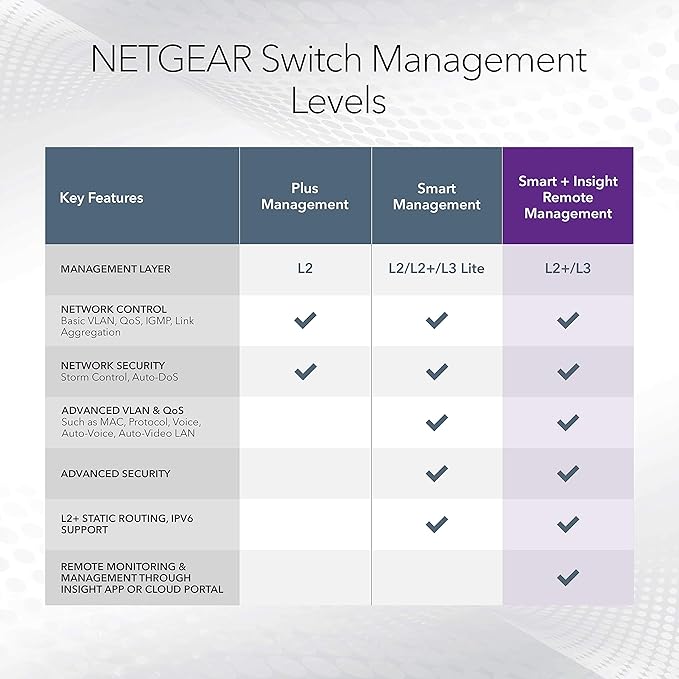 NETGEAR Switch Management
Levels
Key Features
Plus
Management
Smart
Management
Smart + Insight
Remote
Management
MANAGEMENT LAYER
L2
L2/L2+/L3 Lite
L2+/L3
NETWORK CONTROL
Basic VLAN, QoS, IGMP, Link
Aggregation
NETWORK SECURITY
Storm Control, Auto-DoS
ADVANCED VLAN & QoS
Such as MAC, Protocol, Voice,
Auto-Voice, Auto-Video LAN
ADVANCED SECURITY
L2+ STATIC ROUTING, IPV6
SUPPORT
REMOTE MONITORING &
MANAGEMENT THROUGH
INSIGHT APP OR CLOUD PORTAL